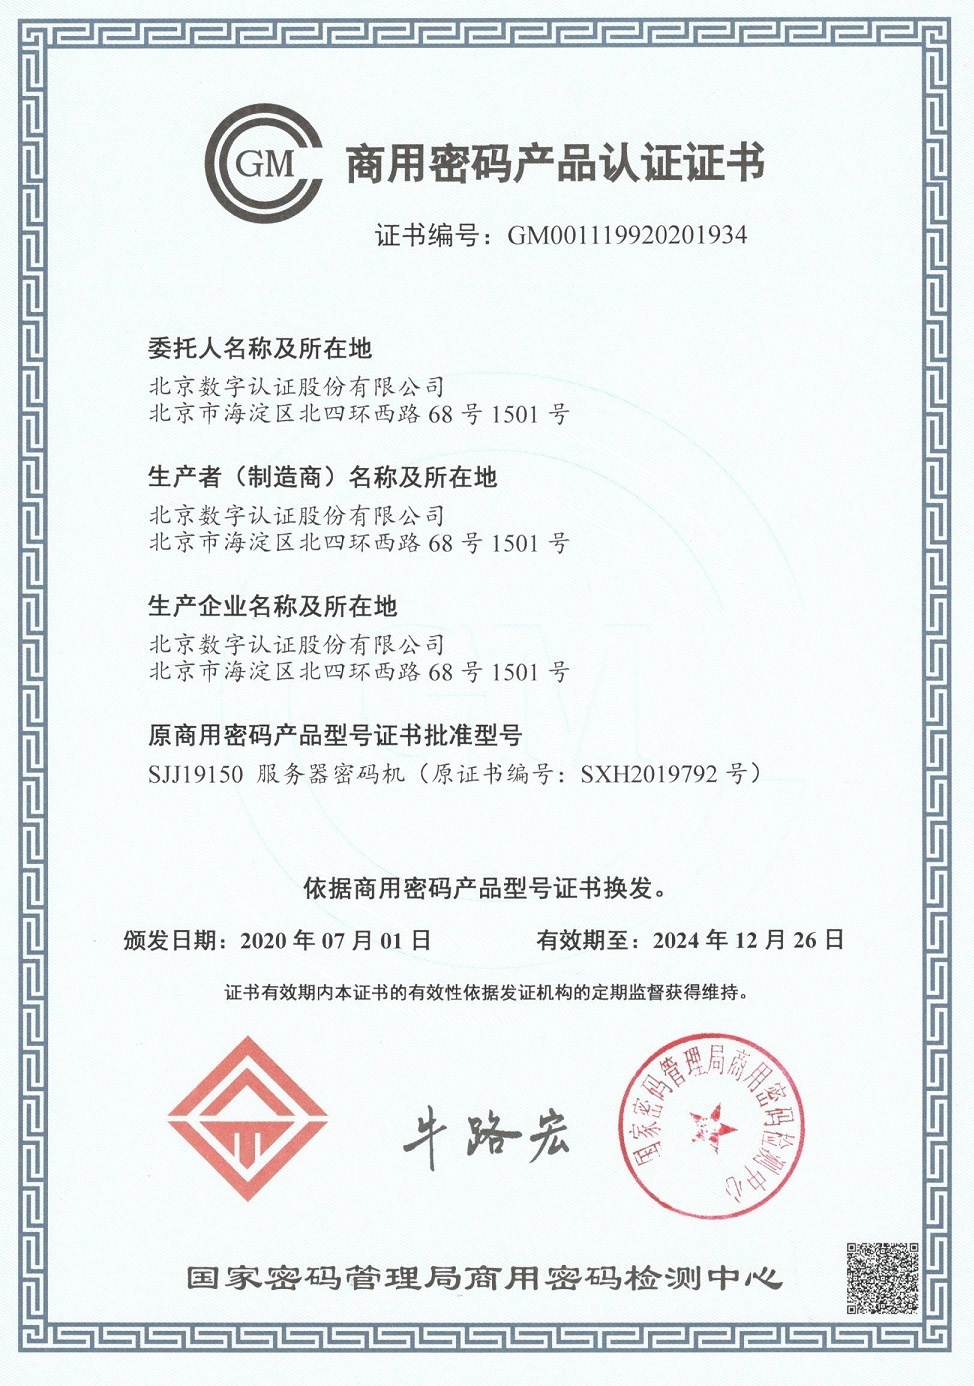 GM
商用密码产品认证证书
证书编号：GM001119920201934
委托人名称及所在地
北京数字认证股份有限公司
北京市海淀区北四环西路 68 号 1501 号
生产者（制造商）名称及所在地
北京数字认证股份有限公司
北京市海淀区北四环西路 68 号 1501 号
生产企业名称及所在地
北京数字认证股份有限公司
北京市海淀区北四环西路 68 号 1501 号
原商用密码产品型号证书批准型号
SJJ19150 服务器密码机（原证书编号：SXH2019792 号）
依据商用密码产品型号证书换发。
颁发日期：2020 年 07 月 01 日 有效期至：2024 年 12 月 26 日
证书有效期内本证书的有效性依据发证机构的定期监督获得维持。
牛路宏
国家密码管理局商用密码检测中心
国家密码管理局商用密码检测中心